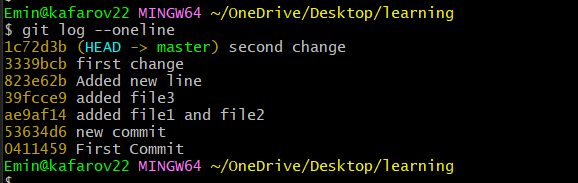 Emin@kafarov22 MINGW64 ~/OneDrive/Desktop/learning
$ git log --oneline
1c72d3b (HEAD -> master) second change
3339bcb first change
823e62b Added new line
39fcce9 added file3
ae9af14 added file1 and file2
53634d6 new commit
0411459 First Commit
Emin@kafarov22 MINGW64 ~/OneDrive/Desktop/learning
$